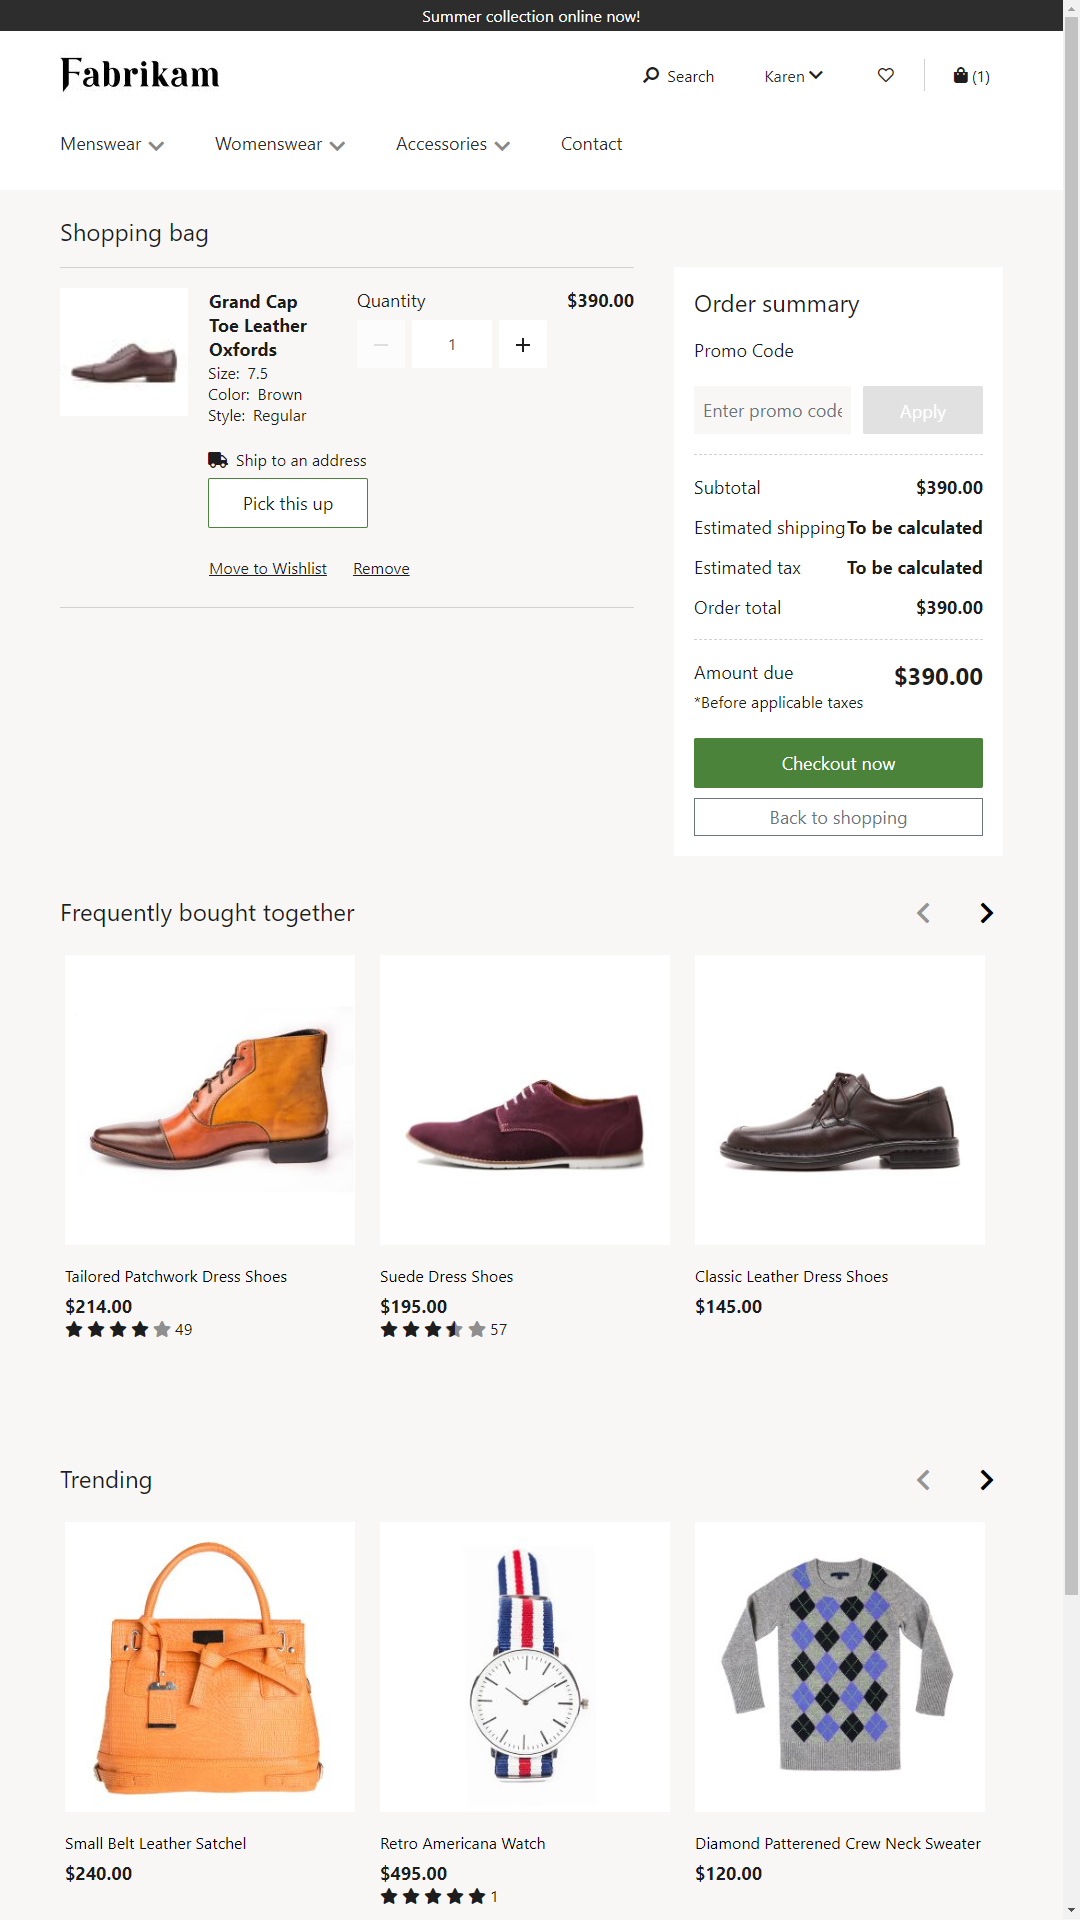 Summer collection online now!
Fabrikam
Search
Karen
(1)
Menswear
Womenswear
Accessories
Contact
Shopping bag
Grand Cap
Toe Leather
Oxfords
Size: 7.5
Color: Brown
Style: Regular
Quantity
1
$390.00
Ship to an address
Pick this up
Move to Wishlist
Remove
Order summary
Promo Code
Enter promo code
Apply
Subtotal $390.00
Estimated shipping To be calculated
Estimated tax To be calculated
Order total $390.00
Amount due $390.00
*Before applicable taxes
Checkout now
Back to shopping
Frequently bought together
Tailored Patchwork Dress Shoes
$214.00
49
Suede Dress Shoes
$195.00
57
Classic Leather Dress Shoes
$145.00
Trending
Small Belt Leather Satchel
$240.00
Retro Americana Watch
$495.00
1
Diamond Patterened Crew Neck Sweater
$120.00